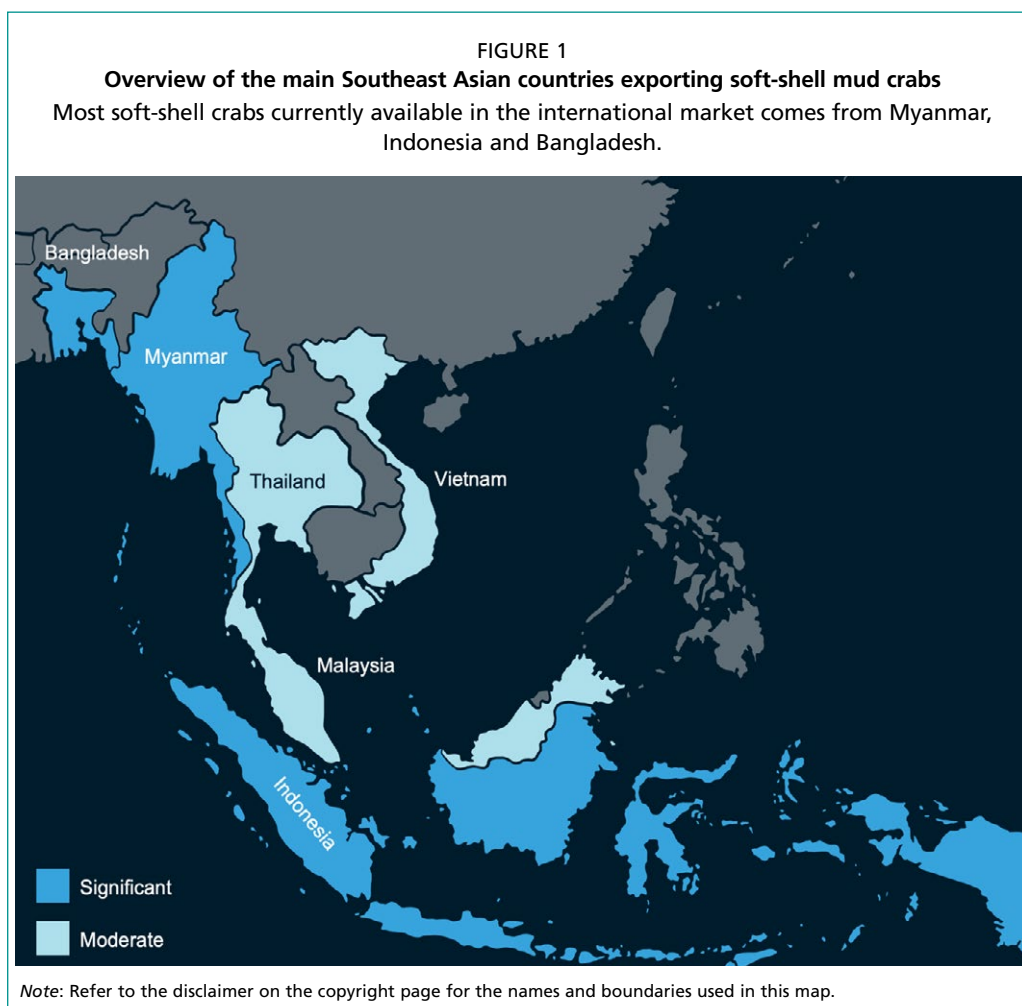 FIGURE 1
Overview of the main Southeast Asian countries exporting soft-shell mud crabs
Most soft-shell crabs currently available in the international market comes from Myanmar,
Indonesia and Bangladesh.
Bangladesh
Myanmar
Thailand
Vietnam
Malaysia
Indonesia
Significant
Moderate
Note: Refer to the disclaimer on the copyright page for the names and boundaries used in this map.